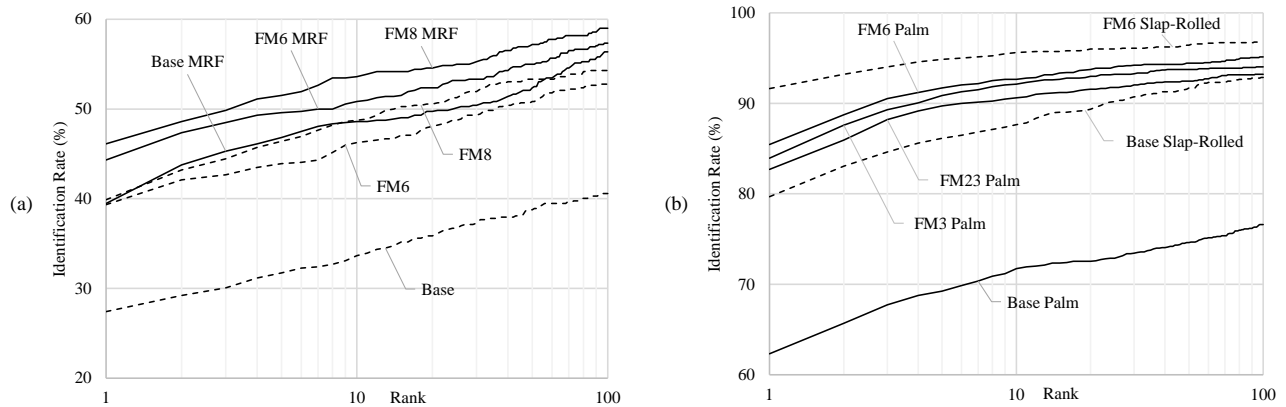 60
50
40
30
20
1
10
100
Rank
Identification Rate (%)
(a)
Base MRF
FM6 MRF
FM8 MRF
FM8
FM6
Base
100
90
80
70
60
1
10
100
Rank
Identification Rate (%)
(b)
FM6 Palm
FM6 Slap-Rolled
Base Slap-Rolled
FM23 Palm
FM3 Palm
Base Palm